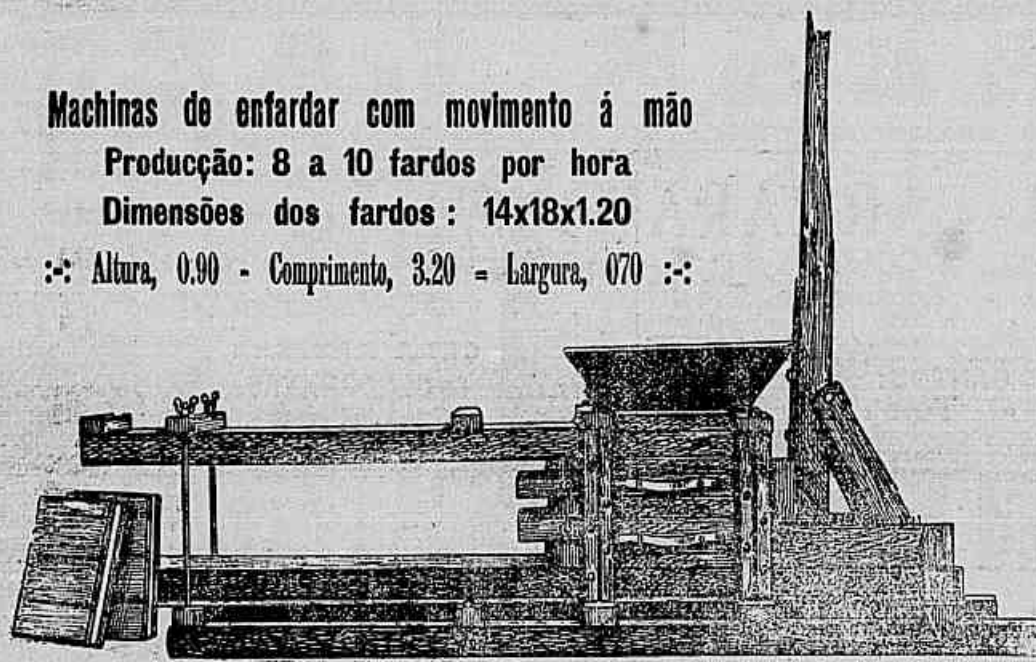 Machinas de enfardar com movimento á mão
Producção: 8 a 10 fardos por hora
Dimensões dos fardos : 14x18x1.20
:-: Altura, 0.90 - Comprimento, 3.20 = Largura, 070 :-: